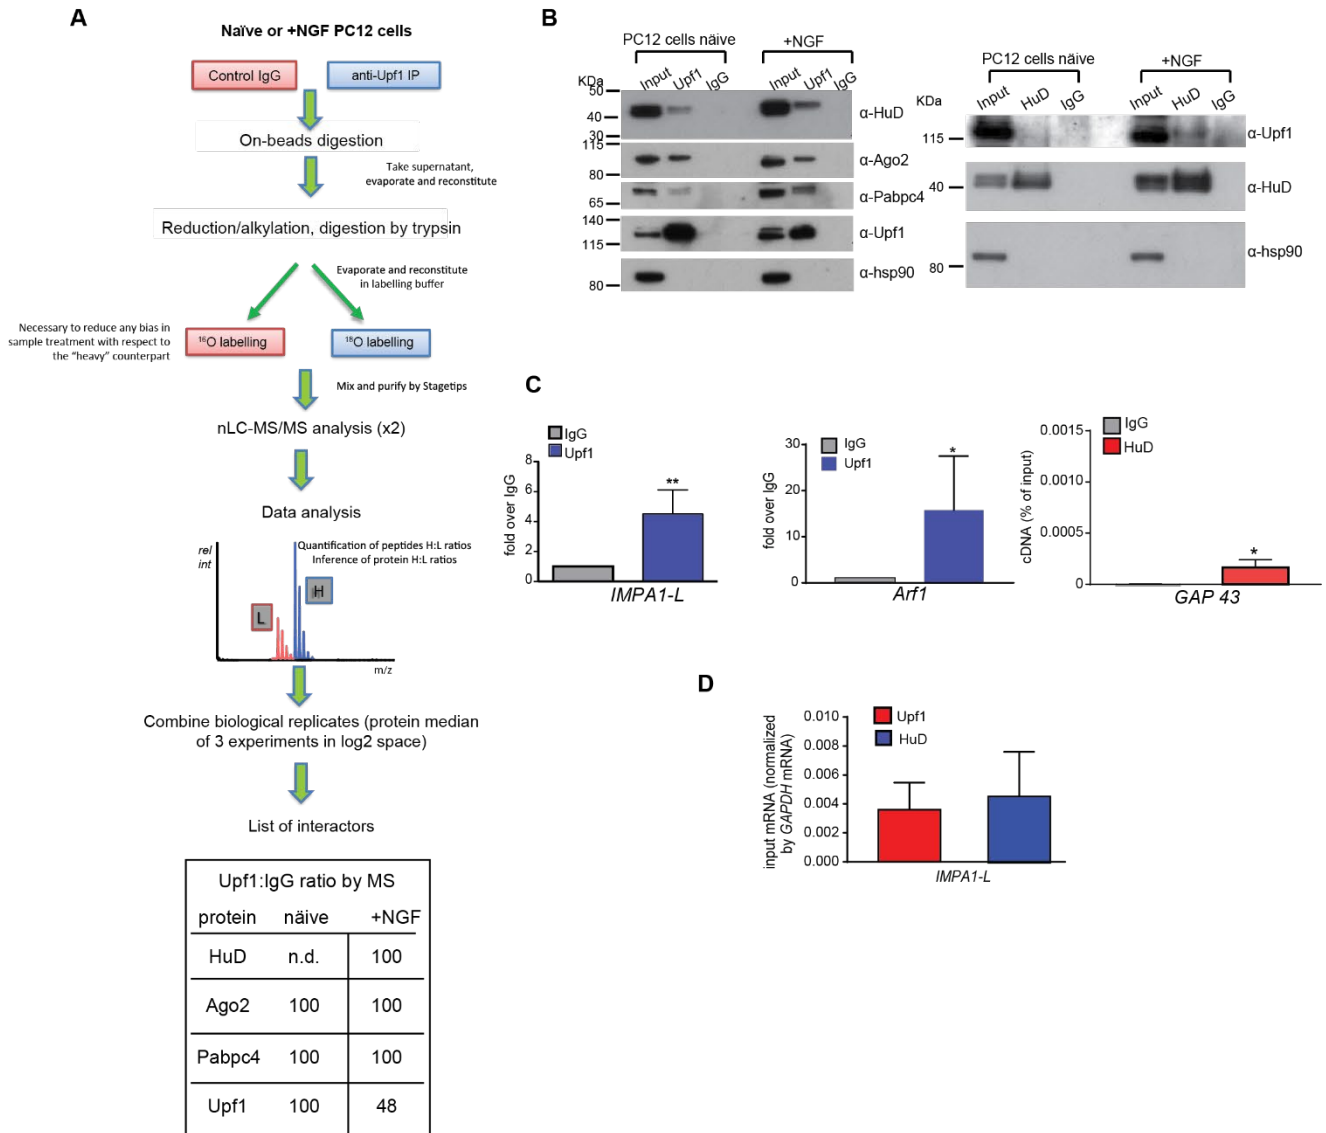 A
Naïve or +NGF PC12 cells
Control IgG
anti-Upf1 IP
On-beads digestion
Take supernatant,
evaporate and reconstitute
Reduction/alkylation, digestion by trypsin
Evaporate and reconstitute
in labelling buffer
Necessary to reduce any bias in
sample treatment with respect to
the "heavy" counterpart
16O labelling
18O labelling
Mix and purify by Stagetips
nLC-MS/MS analysis (x2)
Data analysis
Quantification of peptides H:L ratios
Inference of protein H:L ratios
rel
int
L
H
m/z
Combine biological replicates (protein median
of 3 experiments in log2 space)
List of interactors
Upf1:IgG ratio by MS
protein näive +NGF
HuD n.d. 100
Ago2 100 100
Pabpc4 100 100
Upf1 100 48
B
PC12 cells näive
+NGF
KDa
Input Upf1 IgG
Input Upf1 IgG
50
40
30
α-HuD
115
80
α-Ago2
65
α-Pabpc4
140
115
α-Upf1
80
α-hsp90
PC12 cells naive
+NGF
KDa
Input HuD IgG
Input HuD IgG
115
α-Upf1
40
α-HuD
80
α-hsp90
C
IgG
Upf1
fold over IgG
8
6
4
2
0
**
IMPA1-L
IgG
Upf1
fold over IgG
30
20
10
0
*
Arf1
IgG
HuD
cDNA (% of input)
0.0015
0.0010
0.0005
0
*
GAP 43
D
Upf1
HuD
input mRNA (normalized
by GAPDH mRNA)
0.010
0.008
0.006
0.004
0.002
0.000
IMPA1-L